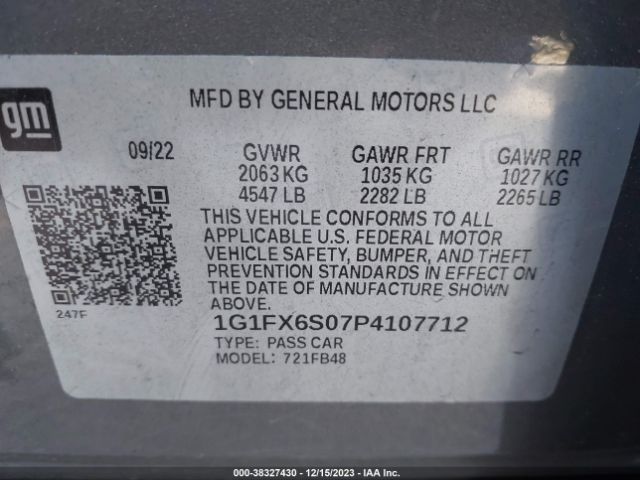 gm
MFD BY GENERAL MOTORS LLC
09/22 GVWR GAWR FRT GAWR RR
2063 KG 1035 KG 1027 KG
4547 LB 2282 LB 2265 LB
THIS VEHICLE CONFORMS TO ALL
APPLICABLE U.S. FEDERAL MOTOR
VEHICLE SAFETY, BUMPER, AND THEFT
PREVENTION STANDARDS IN EFFECT ON
THE DATE OF MANUFACTURE SHOWN
ABOVE.
247F
1G1FX6S07P4107712
TYPE: PASS CAR
MODEL: 721FB48
000-38327430 - 12/15/2023 - IAA Holdings, LLC.